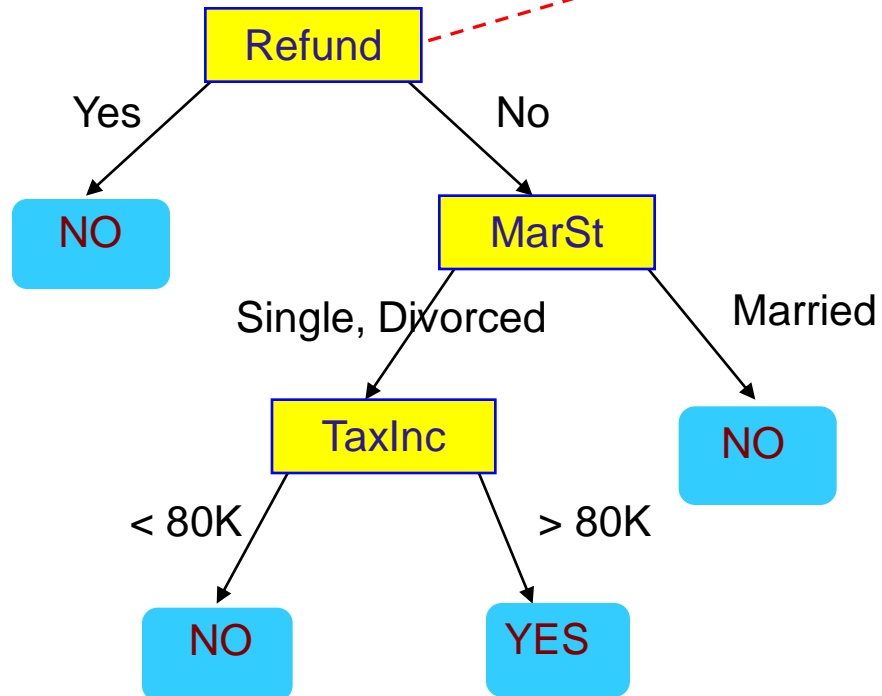 Refund
Yes
No
NO
MarSt
Single, Divorced
Married
TaxInc
NO
< 80K
> 80K
NO
YES